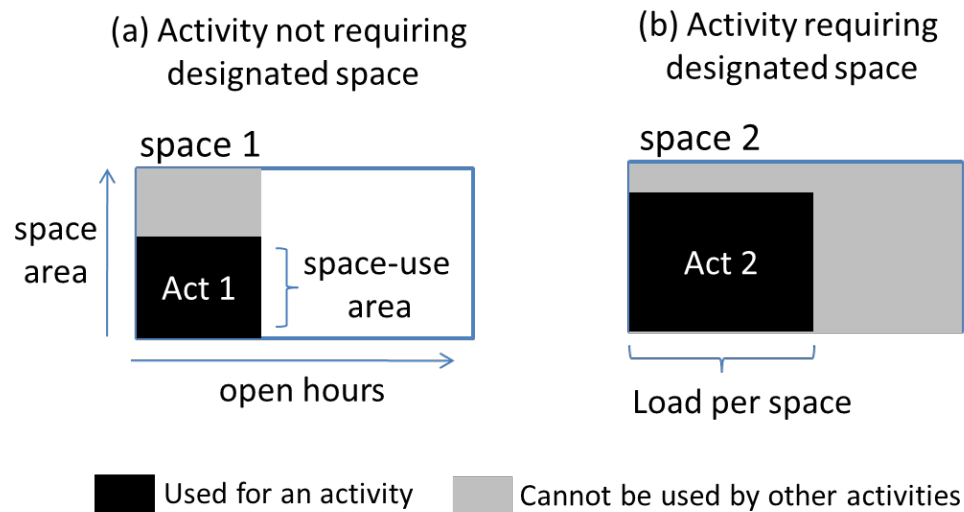 (a) Activity not requiring
designated space
(b) Activity requiring
designated space
space 1
space
area
Act 1
space-use
area
open hours
space 2
Act 2
Load per space
Used for an activity
Cannot be used by other activities